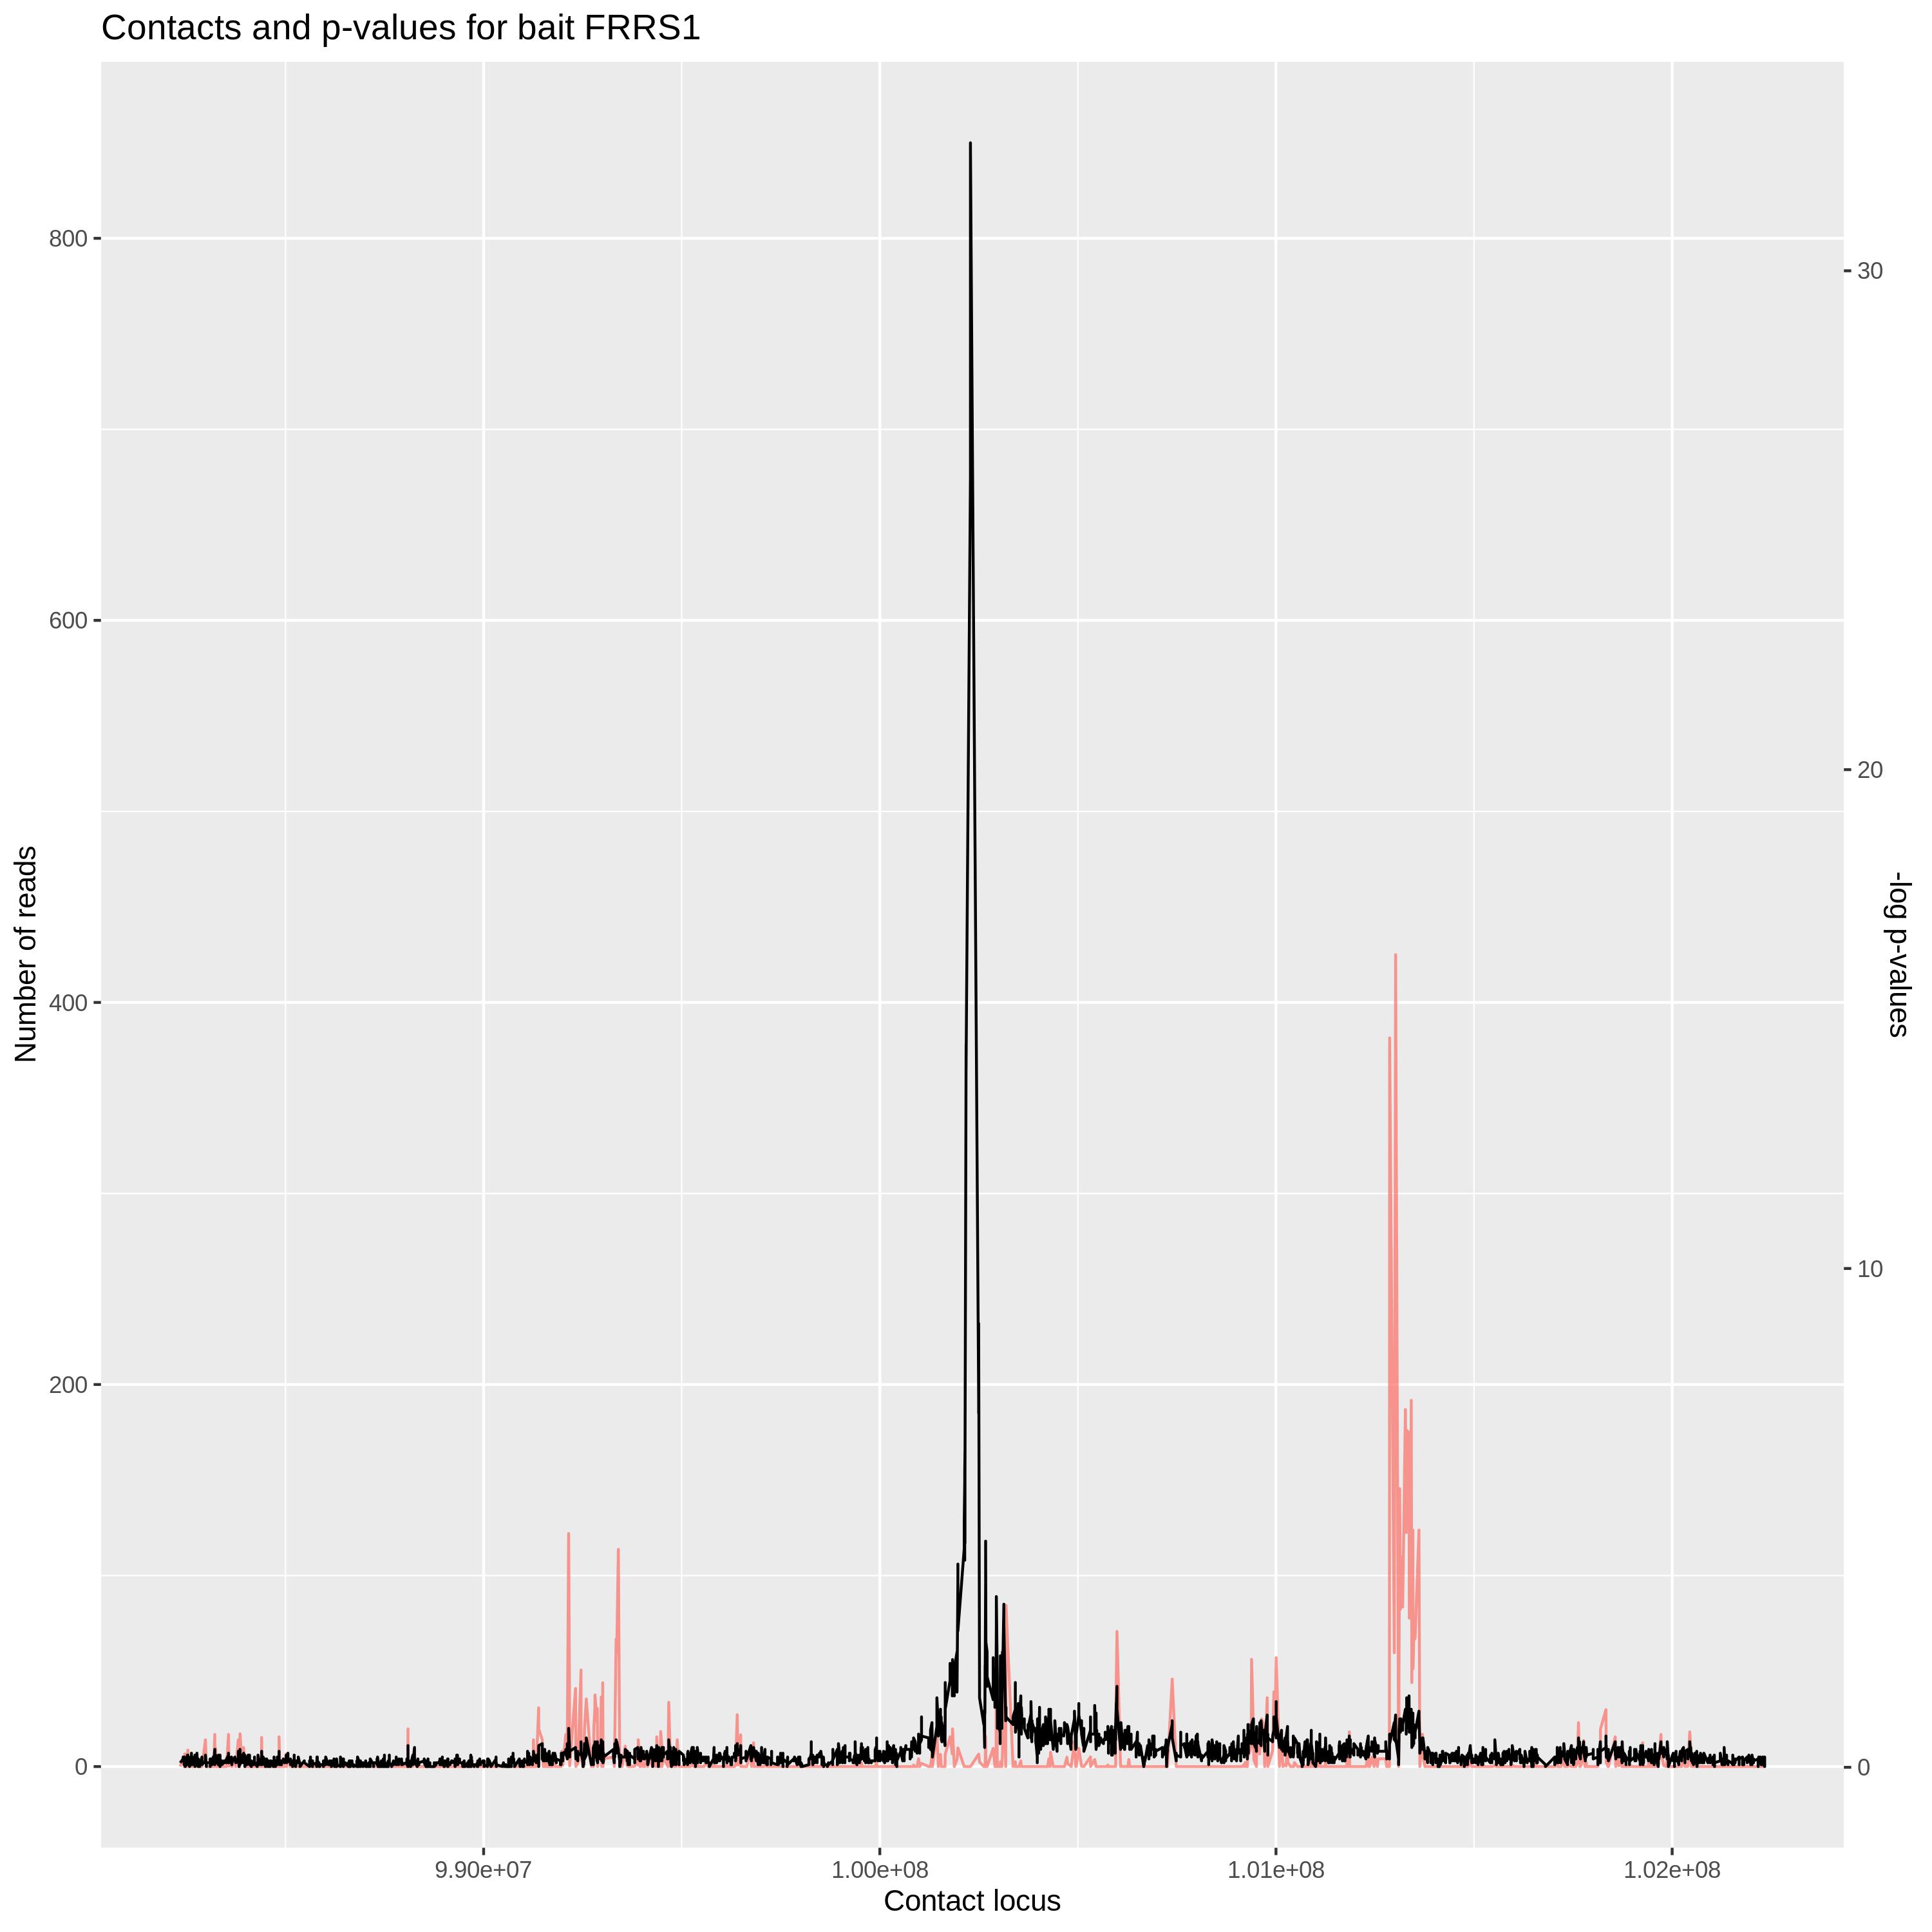 Contacts and p-values for bait FRRS1
Number of reads
800
600
400
200
0
30
20
10
0
-log p-values
9.90e+07 1.00e+08 1.01e+08 1.02e+08
Contact locus